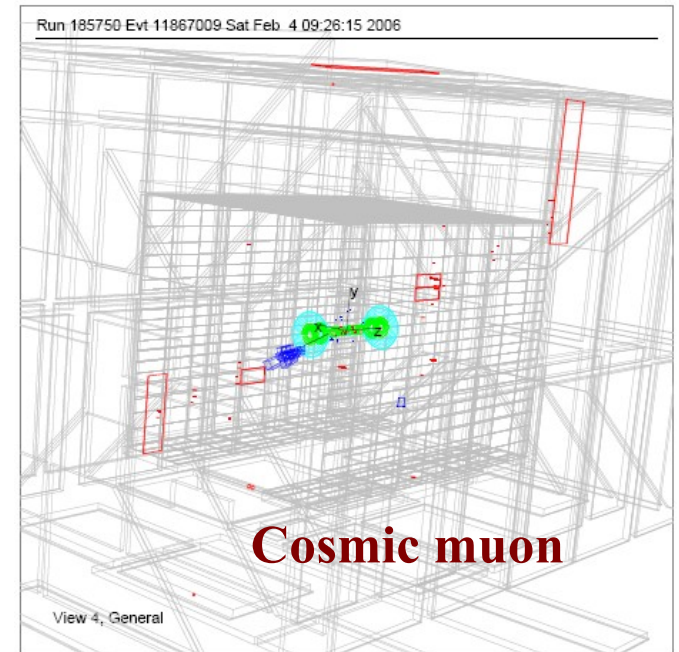 Run 185750 Evt 11867009 Sat Feb 4 09:26:15 2006
y
x
z
Cosmic muon
View 4, General